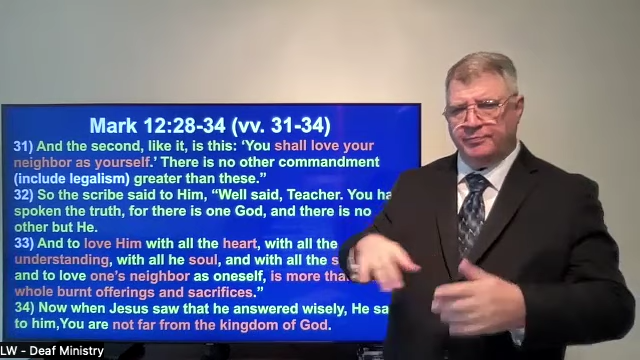 Mark 12:28-34 (vv. 31-34)
31) And the second, like it, is this: ‘You shall love your
neighbor as yourself.’ There is no other commandment
(include legalism) greater than these.”
32) So the scribe said to Him, “Well said, Teacher. You
spoken the truth, for there is one God, and there is no
other but He.
33) And to love Him with all the heart, with all the
understanding, with all he soul, and with all the
and to love one’s neighbor as oneself, is more
whole burnt offerings and sacrifices.”
34) Now when Jesus saw that he answered wisely, He
to him,You are not far from the kingdom of God.
LW - Deaf Ministry